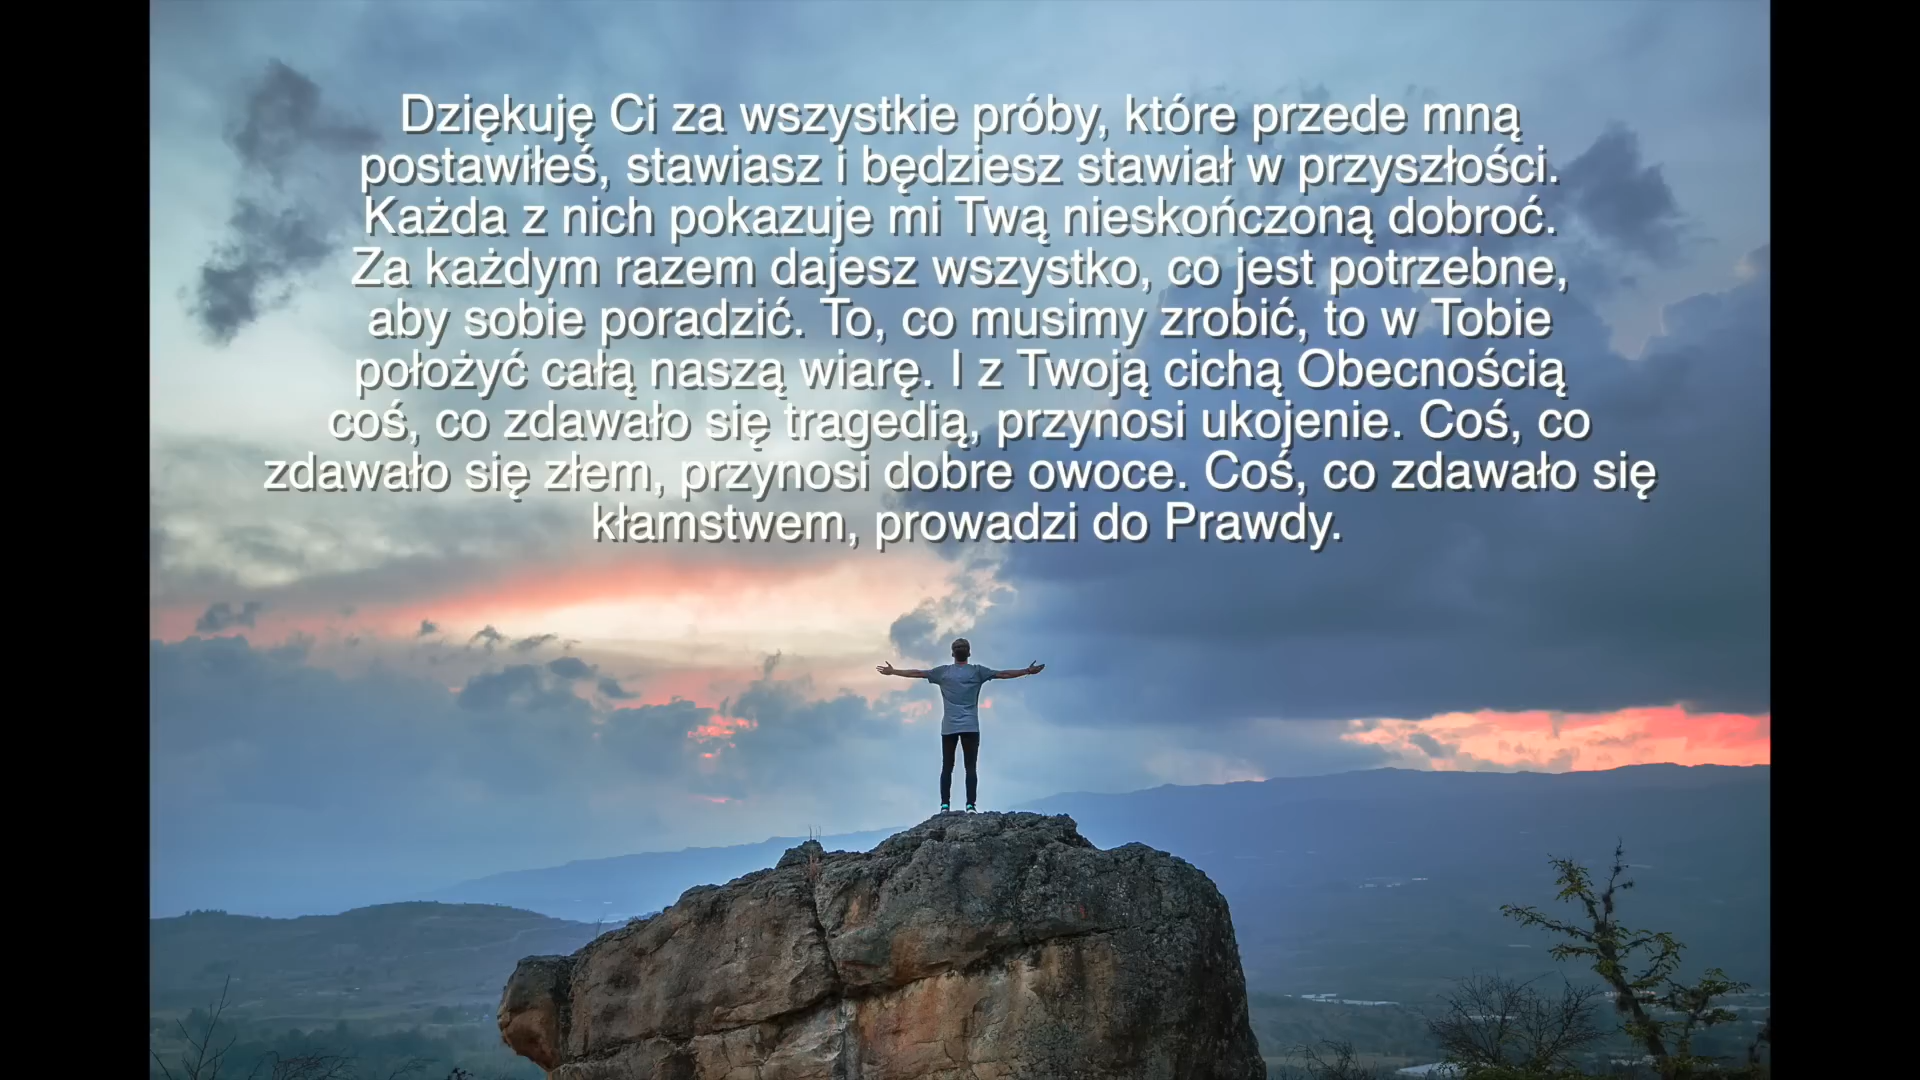 Dziękuję Ci za wszystkie próby, które przede mną
postawiłeś, stawiasz i będziesz stawiał w przyszłości.
Każda z nich pokazuje mi Twą nieskończoną dobroć.
Za każdym razem dajesz wszystko, co jest potrzebne,
aby sobie poradzić. To, co musimy zrobić, to w Tobie
położyć całą naszą wiarę. I z Twoją cichą Obecnością
coś, co zdawało się tragedią, przynosi ukojenie. Coś, co
zdawało się złem, przynosi dobre owoce. Coś, co zdawało się
kłamstwem, prowadzi do Prawdy.